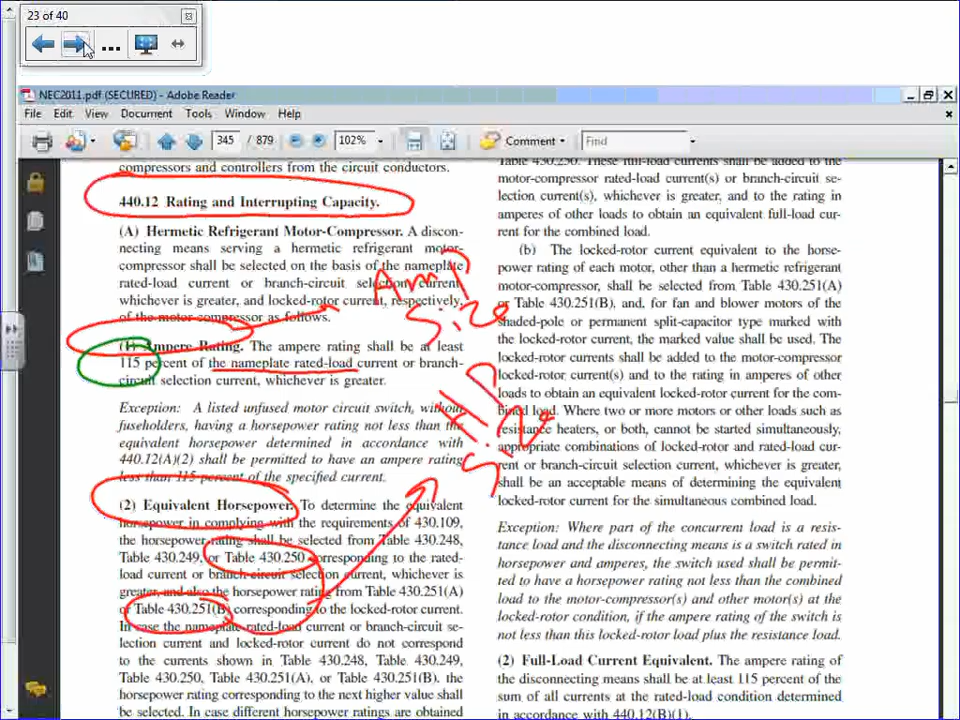 23 of 40
...
NEC2011.pdf (SECURED) - Adobe Reader
File Edit View Document Tools Window Help
345 / 879 102% Comment Find
compressors and controllers from the circuit conductors.
440.12 Rating and Interrupting Capacity.
(A) Hermetic Refrigerant Motor-Compressor. A discon-
necting means serving a hermetic refrigerant motor-
compressor shall be selected on the basis of the nameplate
rated-load current or branch-circuit selection current,
whichever is greater, and locked-rotor current, respectively,
of the motor-compressor as follows.
Amp
Size
(1) Ampere Rating. The ampere rating shall be at least
115 percent of the nameplate rated-load current or branch-
circuit selection current, whichever is greater.
Exception: A listed unfused motor circuit switch, without
fuseholders, having a horsepower rating not less than the
equivalent horsepower determined in accordance with
440.12(A)(2) shall be permitted to have an ampere rating
less than 115 percent of the specified current.
HP
Size
(2) Equivalent Horsepower. To determine the equivalent
horsepower in complying with the requirements of 430.109,
the horsepower rating shall be selected from Table 430.248,
Table 430.249, or Table 430.250 corresponding to the rated-
load current or branch-circuit selection current, whichever is
greater, and also the horsepower rating from Table 430.251(A)
or Table 430.251(B) corresponding to the locked-rotor current.
In case the nameplate rated-load current or branch-circuit se-
lection current and locked-rotor current do not correspond
to the currents shown in Table 430.248, Table 430.249,
Table 430.250, Table 430.251(A), or Table 430.251(B), the
horsepower rating corresponding to the next higher value shall
be selected. In case different horsepower ratings are obtained
Table 430.250. These full-load currents shall be added to the
motor-compressor rated-load current(s) or branch-circuit se-
lection current(s), whichever is greater, and to the rating in
amperes of other loads to obtain an equivalent full-load cur-
rent for the combined load.
(b) The locked-rotor current equivalent to the horse-
power rating of each motor, other than a hermetic refrigerant
motor-compressor, shall be selected from Table 430.251(A)
or Table 430.251(B), and, for fan and blower motors of the
shaded-pole or permanent split-capacitor type marked with
the locked-rotor current, the marked value shall be used. The
locked-rotor currents shall be added to the motor-compressor
locked-rotor current(s) and to the rating in amperes of other
loads to obtain an equivalent locked-rotor current for the com-
bined load. Where two or more motors or other loads such as
resistance heaters, or both, cannot be started simultaneously,
appropriate combinations of locked-rotor and rated-load cur-
rent or branch-circuit selection current, whichever is greater,
shall be an acceptable means of determining the equivalent
locked-rotor current for the simultaneous combined load.
Exception: Where part of the concurrent load is a resis-
tance load and the disconnecting means is a switch rated in
horsepower and amperes, the switch used shall be permit-
ted to have a horsepower rating not less than the combined
load to the motor-compressor(s) and other motor(s) at the
locked-rotor condition, if the ampere rating of the switch is
not less than this locked-rotor load plus the resistance load.
(2) Full-Load Current Equivalent. The ampere rating of
the disconnecting means shall be at least 115 percent of the
sum of all currents at the rated-load condition determined
in accordance with 440.12(B)(1).